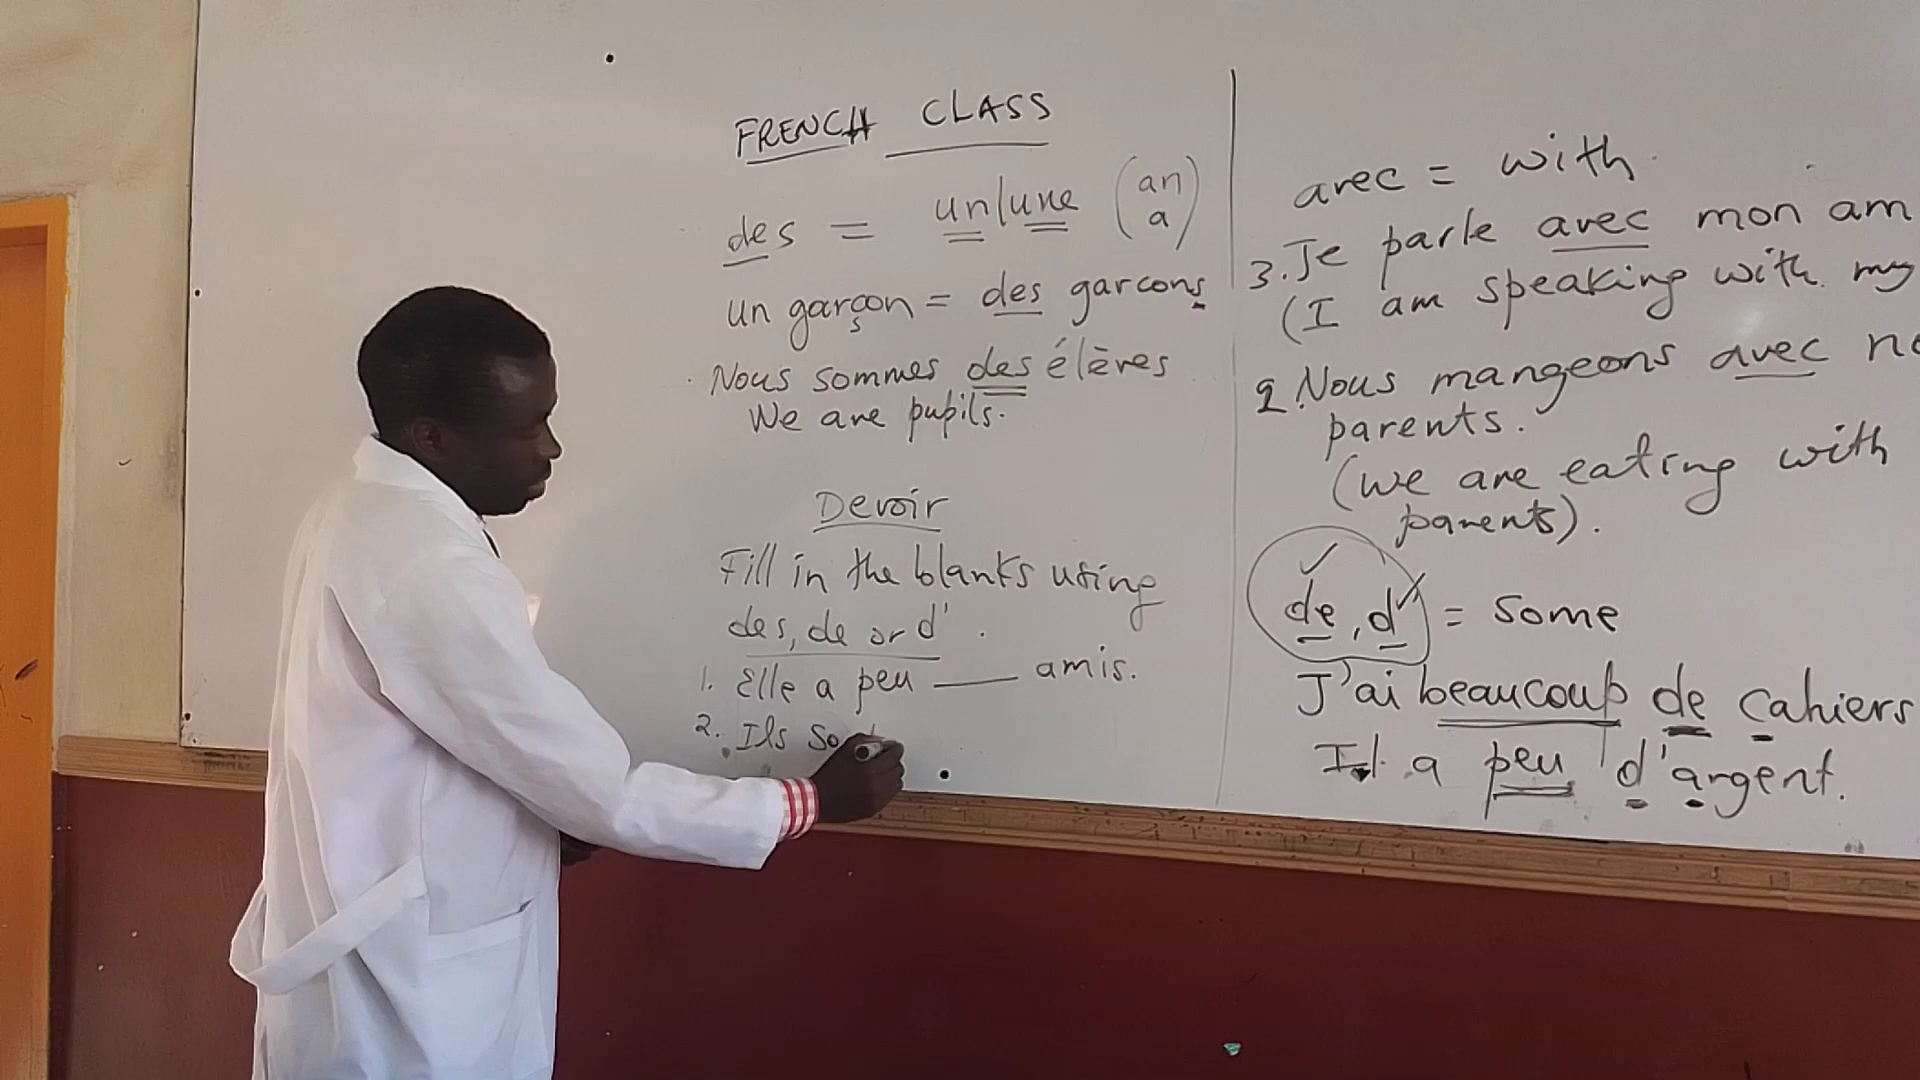 FRENCH CLASS
des = un/une (an
a)
un garçon = des garcons
Nous sommes des élèves
We are pupils.
Devoir
Fill in the blanks using
des, de or d'.
1. Elle a peu ___ amis.
2. Ils
avec = with
3. Je parle avec mon am
(I am speaking with my
2. Nous mangeons avec
parents.
(We are eating with
parents).
de, d' = some
J'ai beaucoup de cahiers
Il a peu d'argent.